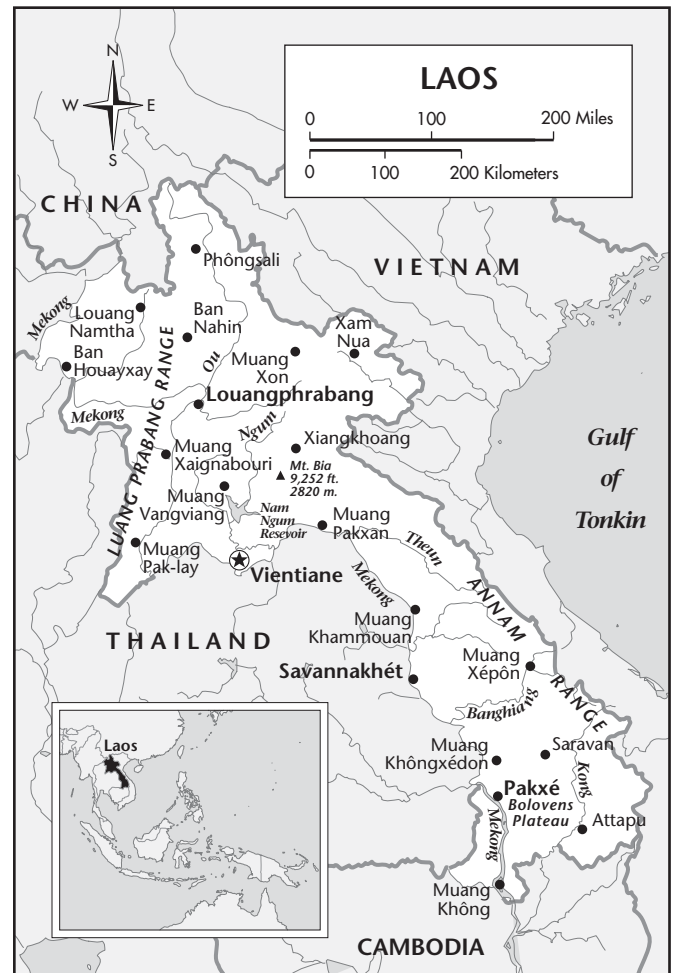 LAOS
0 100 200 Miles
0 100 200 Kilometers
N
W E
S
CHINA
VIETNAM
Phôngsali
Mekong
Louang
Namtha
Ban
Nahin
Xam
Nua
Ban
Houayxay
Ou
Muang
Xon
LUANG PRABANG RANGE
Louangphrabang
Mekong
Ngum
Xiangkhoang
Gulf
of
Tonkin
Muang
Xaignabouri
Mt. Bia
9,252 ft.
2820 m.
Muang
Vangviang
Nam
Ngum
Resevoir
Muang
Pakxan
Theun
Muang
Pak-lay
Vientiane
Mekong
ANNAM RANGE
Muang
Khammouan
THAILAND
Savannakhét
Muang
Xépôn
Banghiang
Laos
Muang
Khôngxédon
Saravan
Kong
Pakxé
Bolovens
Plateau
Mekong
Attapu
Muang
Không
CAMBODIA